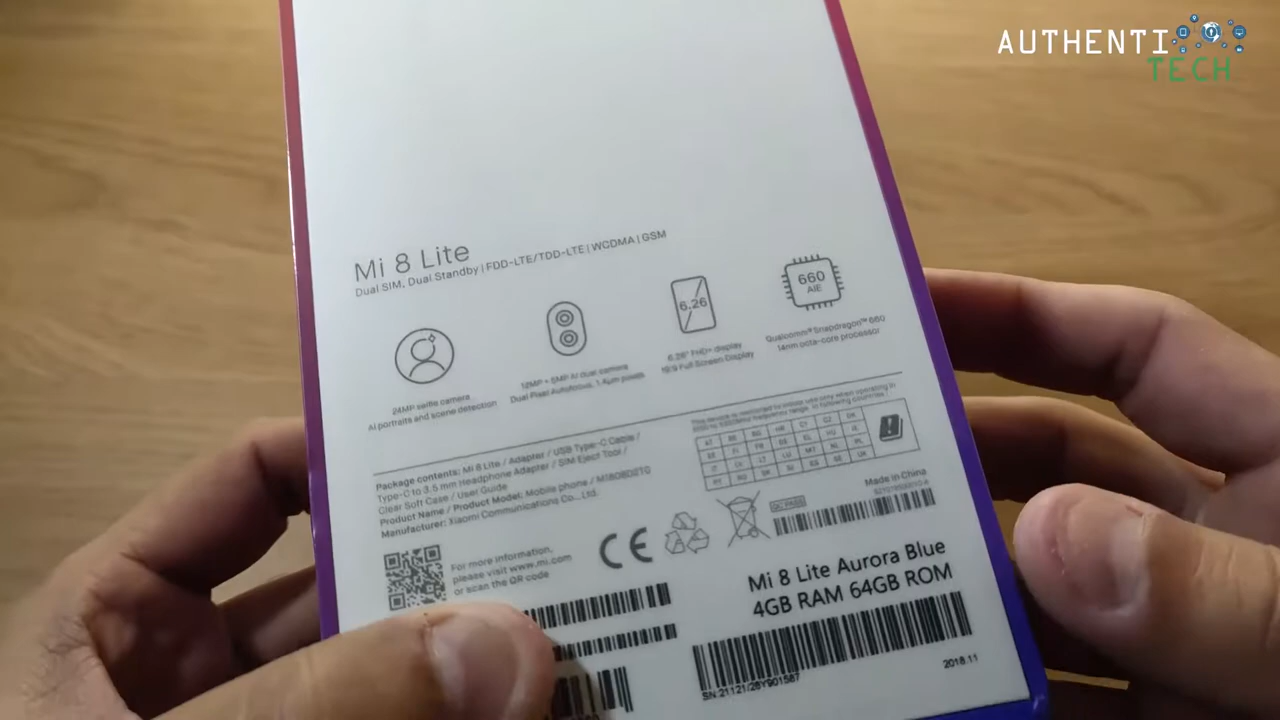 AUTHENTI
TECH
Mi 8 Lite
Dual SIM, Dual Standby | FDD-LTE/TDD-LTE | WCDMA | GSM
24MP selfie camera
AI portraits and scene detection
12MP + 5MP AI dual camera
Dual Pixel Autofocus, 1.4μm pixels
6.26
6.26" FHD+ display
19:9 Full Screen Display
660
AIE
Qualcomm® Snapdragon™ 660
14nm octa-core processor
Package contents: Mi 8 Lite / Adapter / USB Type-C Cable /
Type-C to 3.5 mm Headphone Adapter / SIM Eject Tool /
Clear Soft Case / User Guide
Product Name / Product Model: Mobile phone / M1808D2TG
Manufacturer: Xiaomi Communications Co., Ltd.
For more information,
please visit www.mi.com
or scan the QR code
CE
QC PASS
Made in China
Mi 8 Lite Aurora Blue
4GB RAM 64GB ROM
2018.11